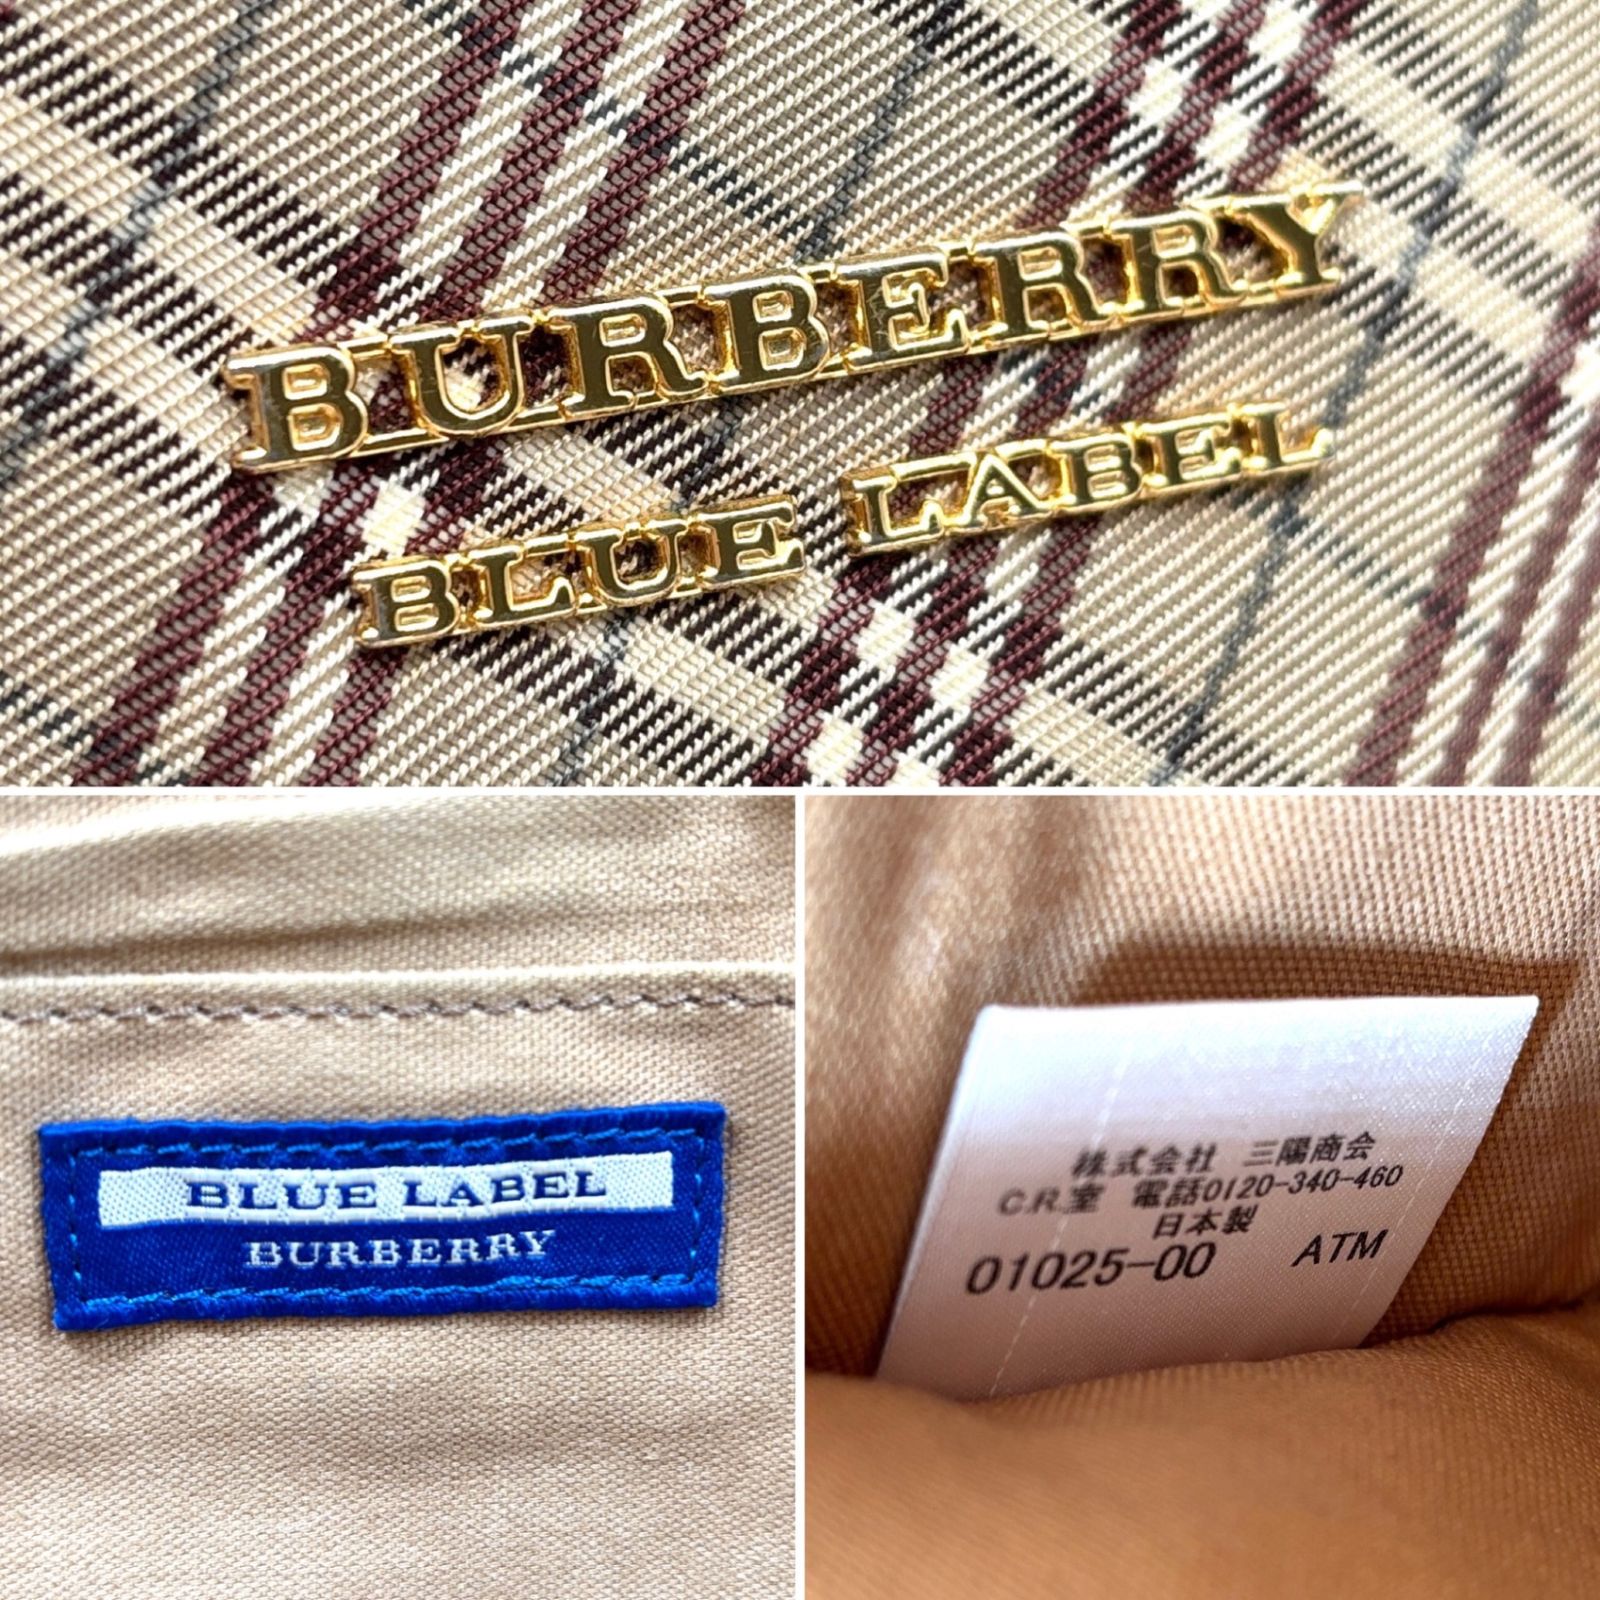 BURBERRY
BLUE LABEL
BLUE LABEL
BURBERRY
株式会社 三陽商会
C.R.室 電話0120-340-460
日本製
01025-00 ATM